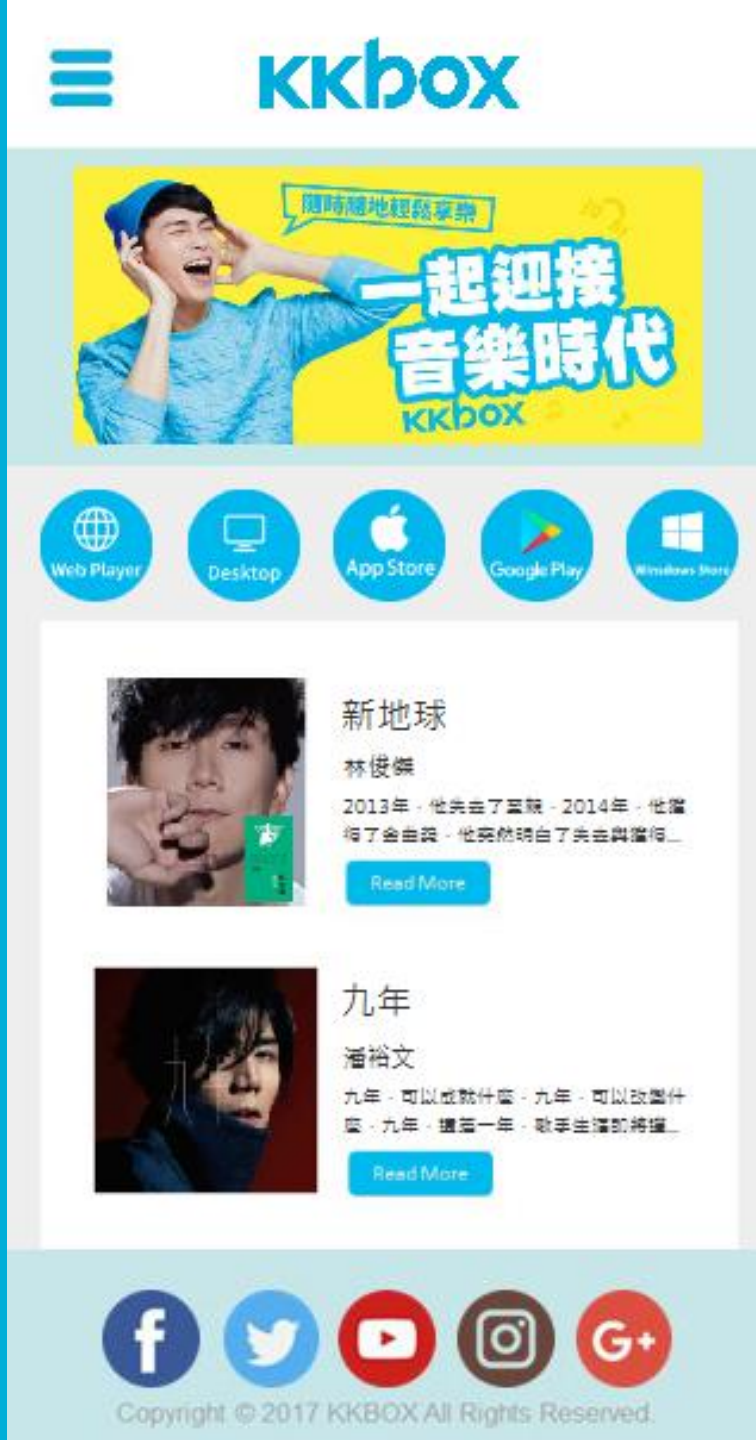 KKBOX
隨時隨地輕鬆享樂
一起迎接
音樂時代
KKBOX
Web Player
Desktop
App Store
Google Play
Windows Store
新地球
林俊傑
2013年，他失去了至親，2014年，他獲
得了金曲獎，他突然明白了失去與獲得...
Read More
九年
九年
潘裕文
九年，可以成就什麼，九年，可以改變什
麼，九年，
一年，歌手生涯即將
Read More
Copyright © 2017 KKBOX All Rights Reserved.